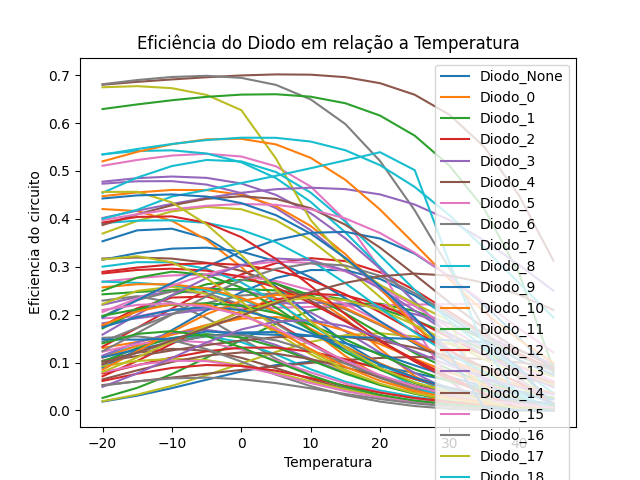 Eficiência do Diodo em relação a Temperatura
Eficiencia do circuito
0.7
0.6
0.5
0.4
0.3
0.2
0.1
0.0
−20
−10
0
10
20
30
40
Temperatura
Diodo_None
Diodo_0
Diodo_1
Diodo_2
Diodo_3
Diodo_4
Diodo_5
Diodo_6
Diodo_7
Diodo_8
Diodo_9
Diodo_10
Diodo_11
Diodo_12
Diodo_13
Diodo_14
Diodo_15
Diodo_16
Diodo_17
Diodo_18